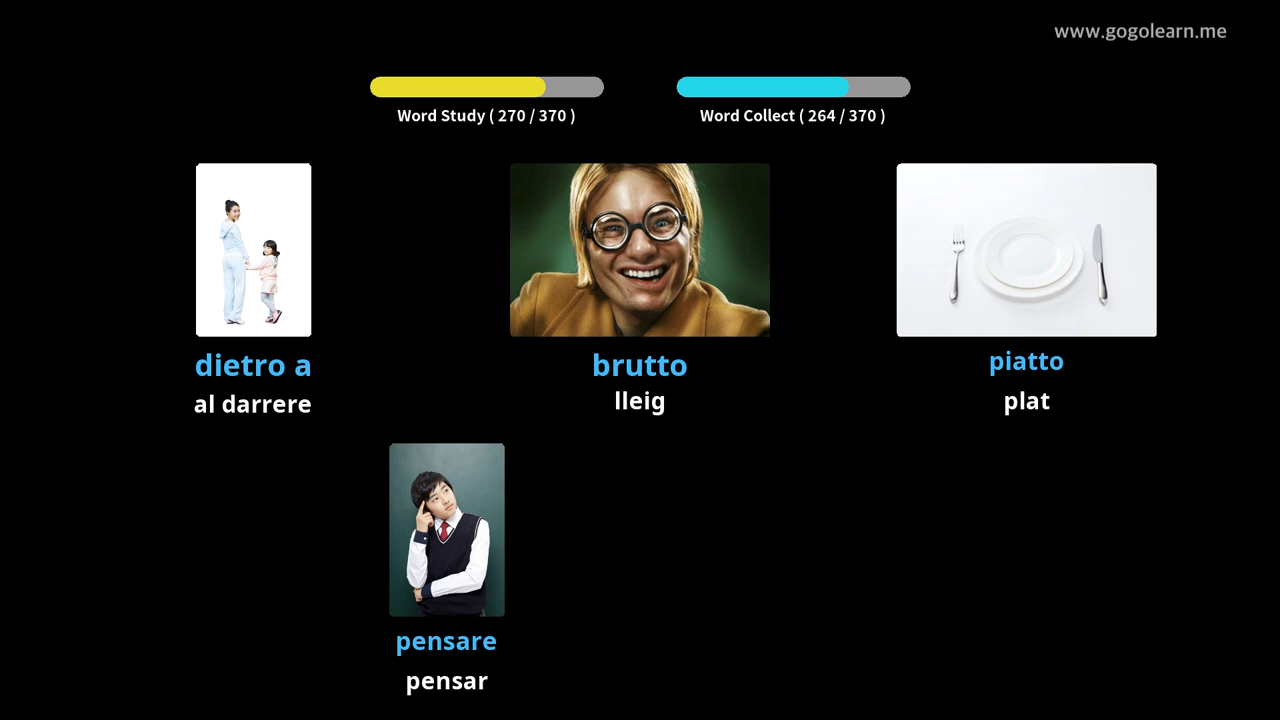 www.gogolearn.me
Word Study ( 270 / 370 )
Word Collect ( 264 / 370 )
dietro a
al darrere
brutto
lleig
piatto
plat
pensare
pensar